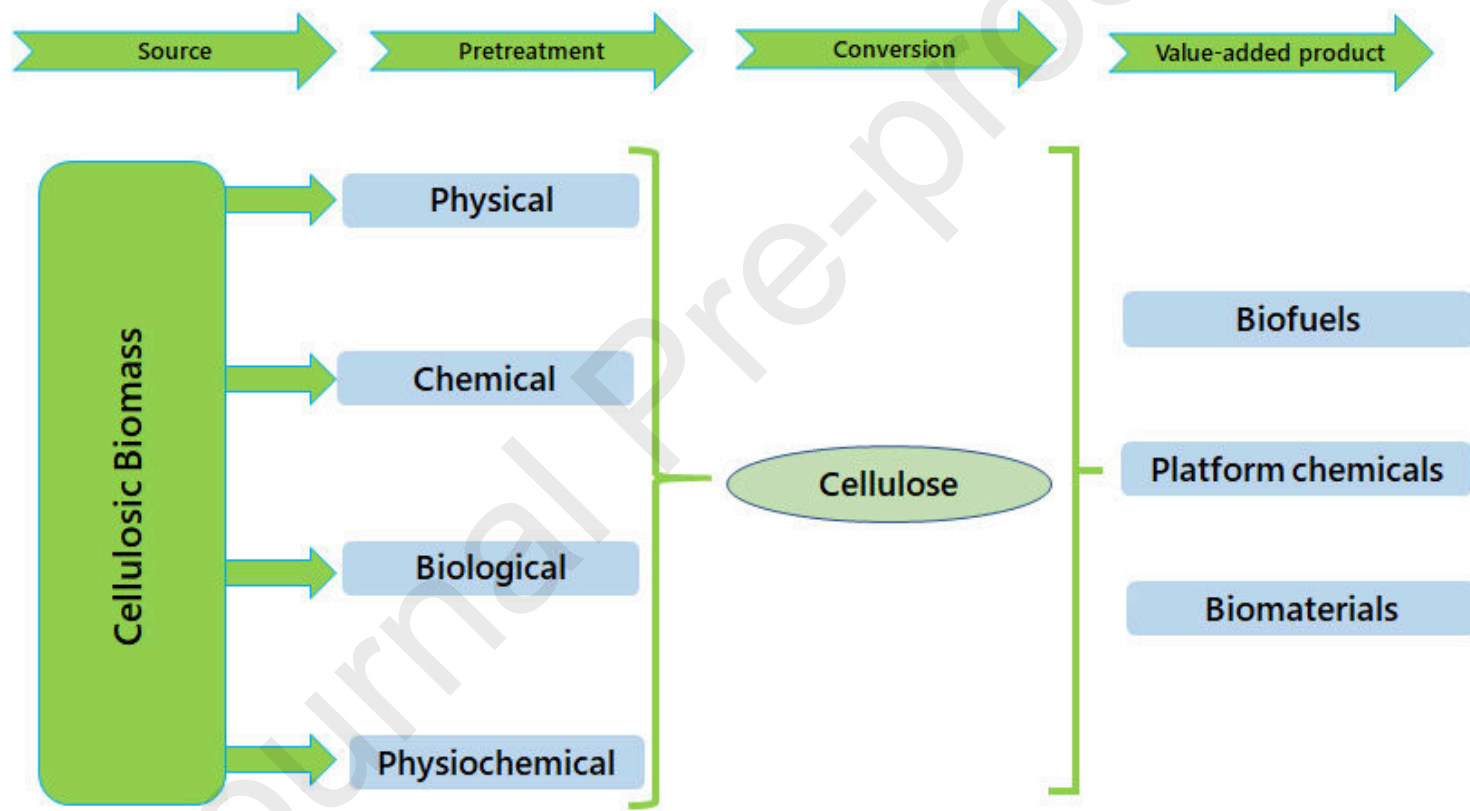 Source
Pretreatment
Conversion
Value-added product
Cellulosic Biomass
Physical
Chemical
Biological
Physiochemical
Cellulose
Biofuels
Platform chemicals
Biomaterials
Journal Pre-pro